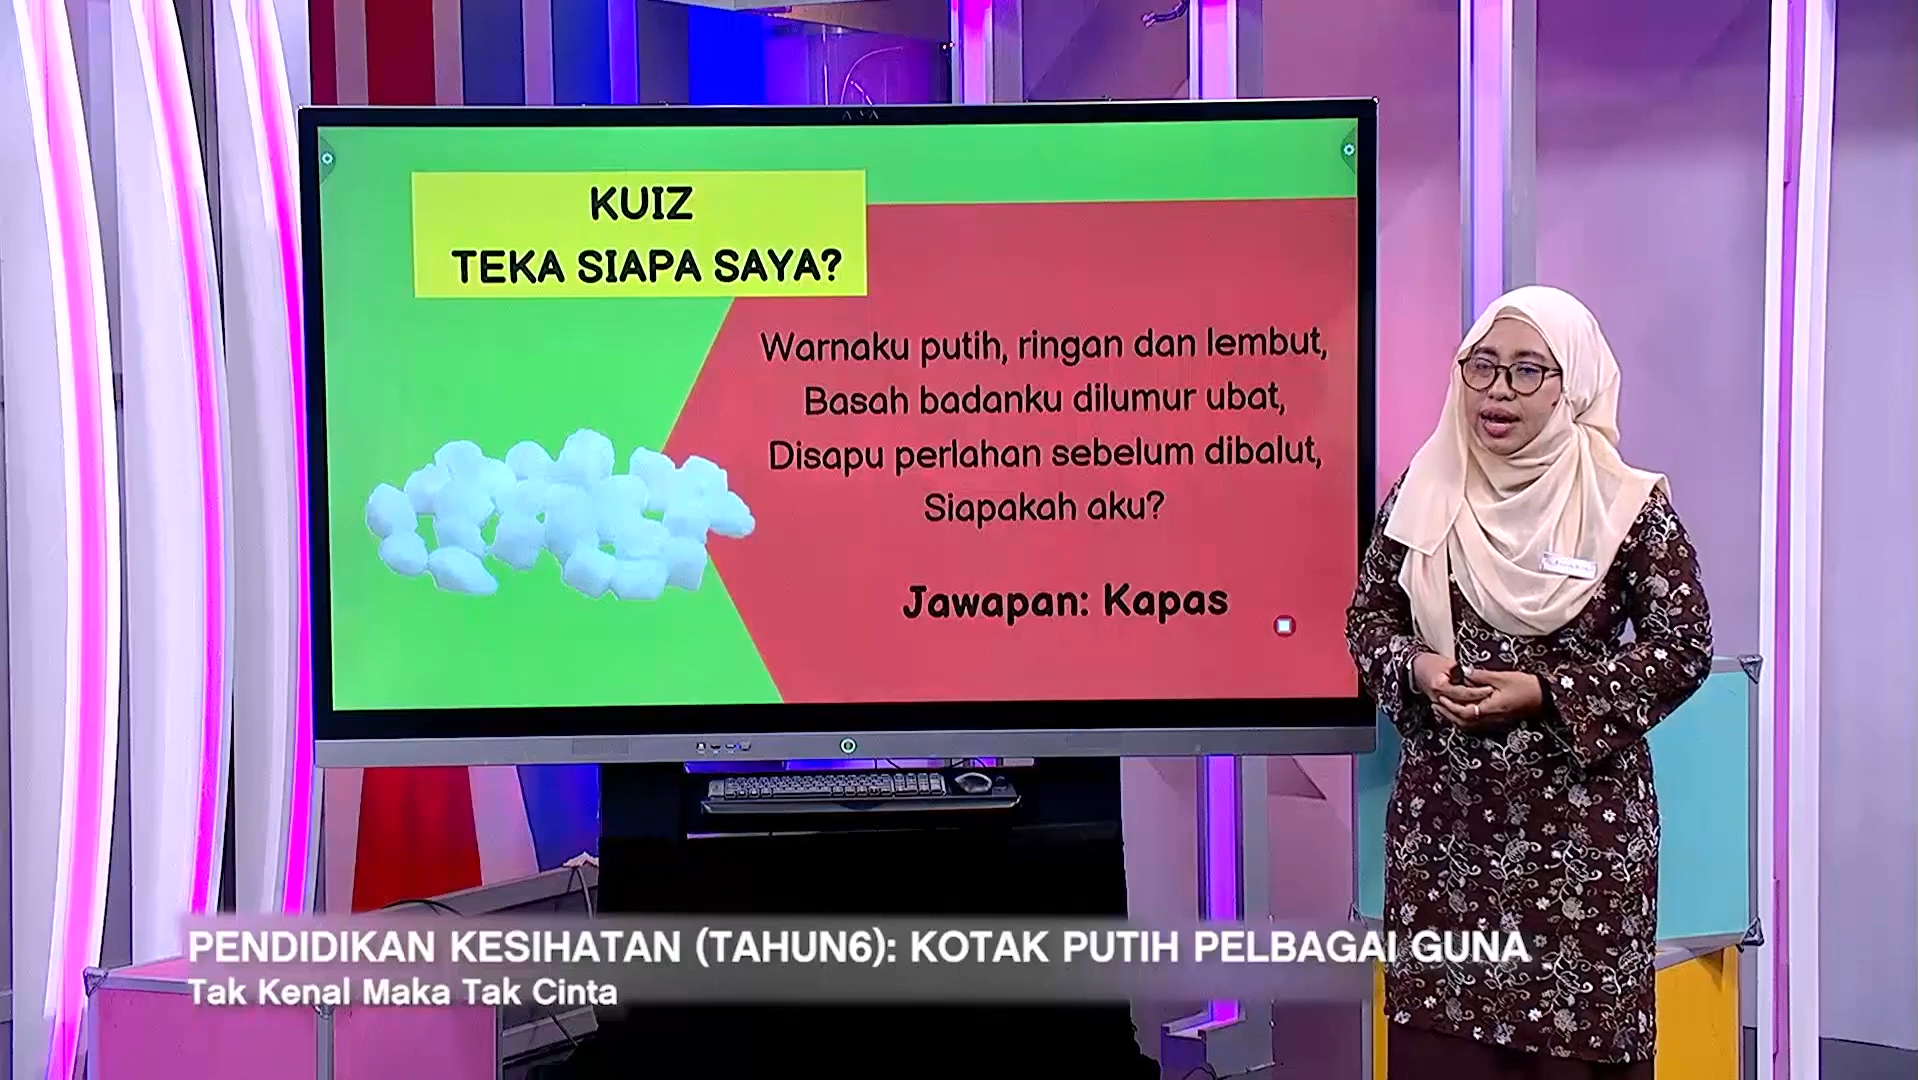 KUIZ
TEKA SIAPA SAYA?
Warnaku putih, ringan dan lembut,
Basah badanku dilumur ubat,
Disapu perlahan sebelum dibalut,
Siapakah aku?
Jawapan: Kapas
PENDIDIKAN KESIHATAN (TAHUN6): KOTAK PUTIH PELBAGAI GUNA
Tak Kenal Maka Tak Cinta